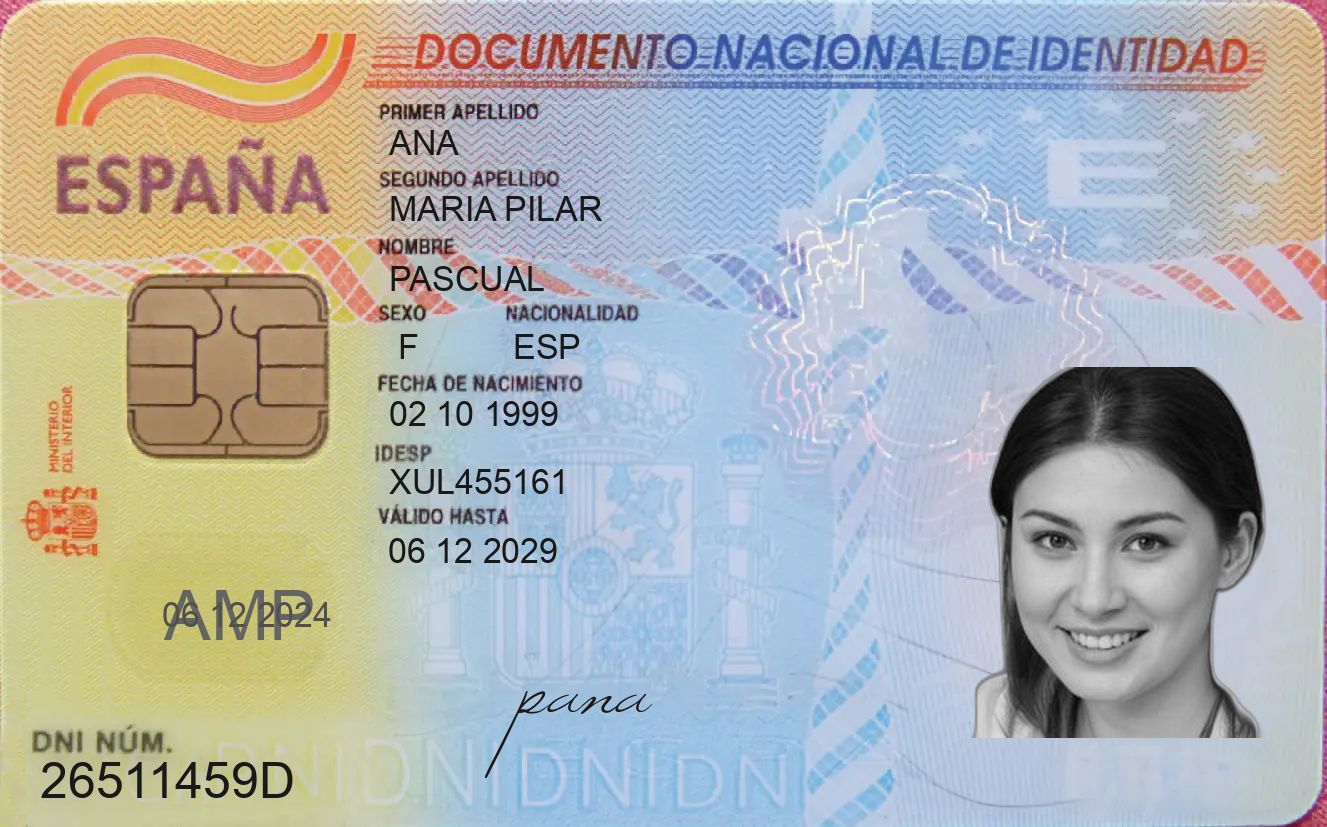 DOCUMENTO NACIONAL DE IDENTIDAD
ESPAÑA
PRIMER APELLIDO
ANA
SEGUNDO APELLIDO
MARIA PILAR
NOMBRE
PASCUAL
SEXO NACIONALIDAD
F ESP
FECHA DE NACIMIENTO
02 10 1999
IDESP
XUL455161
VÁLIDO HASTA
06 12 2029
MINISTERIO
DEL INTERIOR
E
AMP
06 12 2024
pana
DNI NÚM.
26511459D
DNIDNIDNIDNI